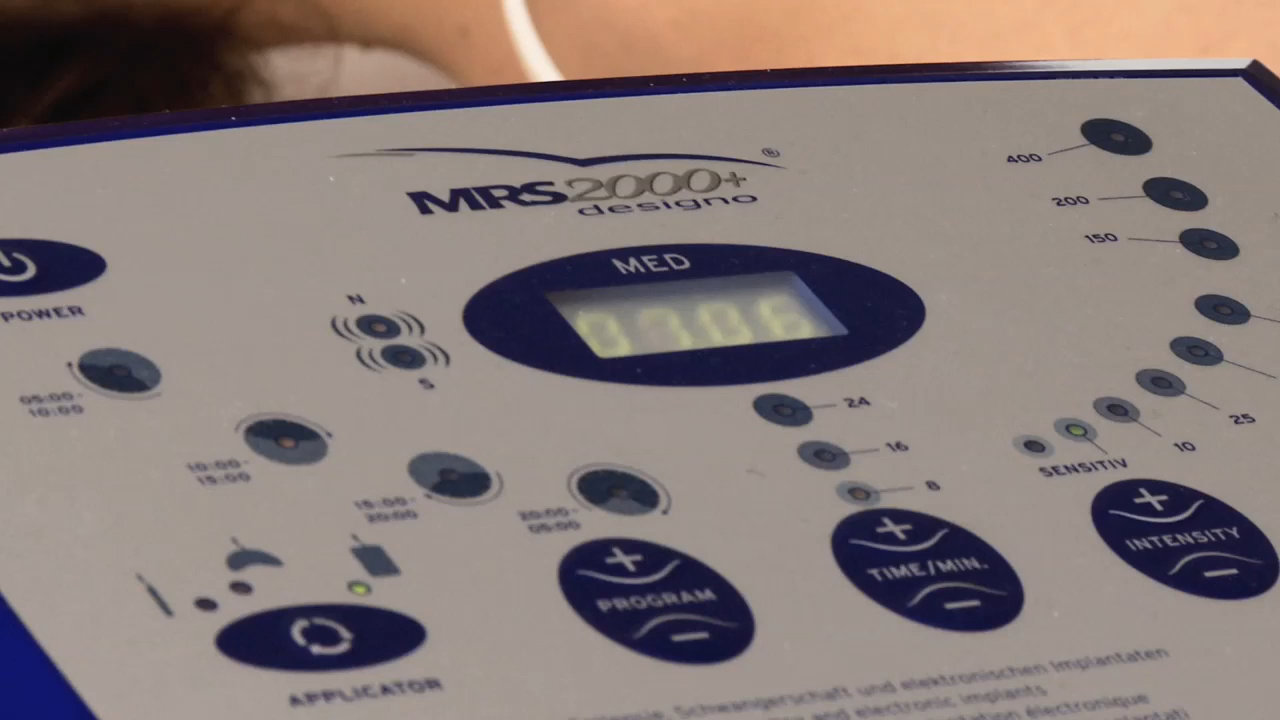 400
MRS2000+®
designo
200
150
MED
0706
POWER
N
S
05:00-
10:00
24
25
10:00-
15:00
16
10
SENSITIV
15:00-
20:00
20:00-
05:00
8
INTENSITY
TIME/MIN.
PROGRAM
APPLICATOR
Schwangerschaft und elektronischen Implantaten
and electronic implants
électronique